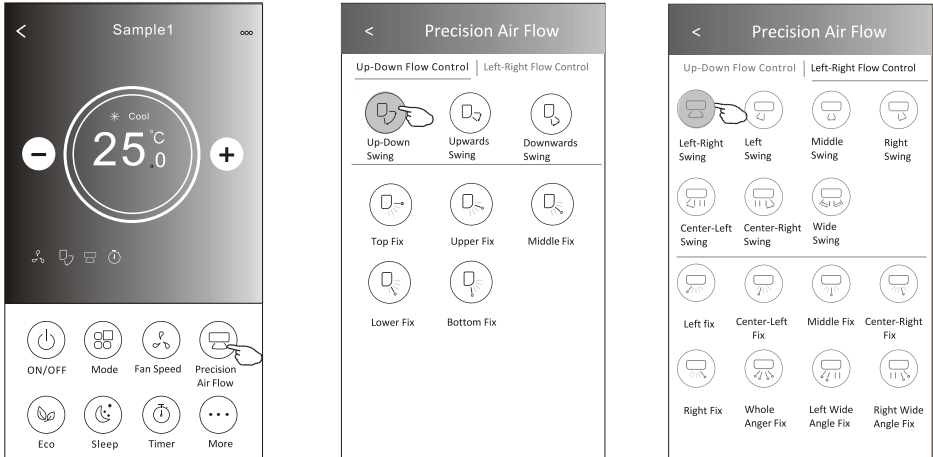 Sample1
Cool
25.0°C
ON/OFF
Mode
Fan Speed
Precision
Air Flow
Eco
Sleep
Timer
More
< Precision Air Flow
Up-Down Flow Control | Left-Right Flow Control
Up-Down
Swing
Upwards
Swing
Downwards
Swing
Top Fix
Upper Fix
Middle Fix
Lower Fix
Bottom Fix
< Precision Air Flow
Up-Down Flow Control | Left-Right Flow Control
Left-Right
Swing
Left
Swing
Middle
Swing
Right
Swing
Center-Left
Swing
Center-Right
Swing
Wide
Swing
Left fix
Center-Left
Fix
Middle Fix
Center-Right
Fix
Right Fix
Whole
Anger Fix
Left Wide
Angle Fix
Right Wide
Angle Fix